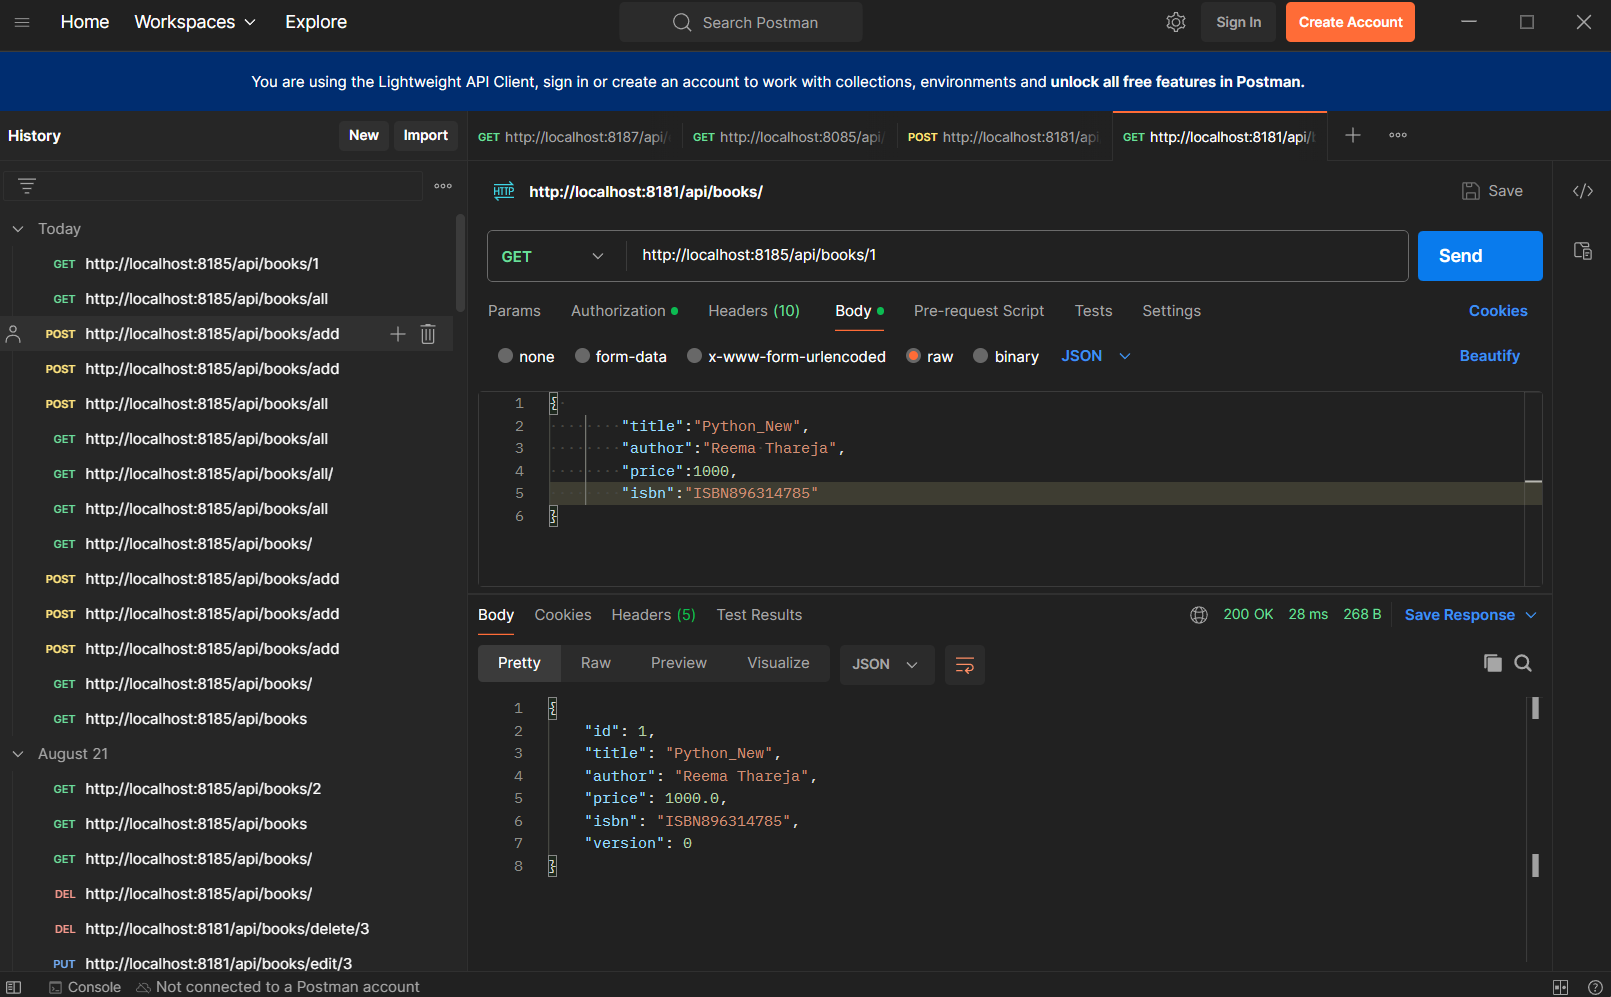 Home Workspaces Explore Search Postman Sign In Create Account
You are using the Lightweight API Client, sign in or create an account to work with collections, environments and unlock all free features in Postman.
History New Import
Today
GET http://localhost:8185/api/books/1
GET http://localhost:8185/api/books/all
POST http://localhost:8185/api/books/add
POST http://localhost:8185/api/books/add
POST http://localhost:8185/api/books/all
GET http://localhost:8185/api/books/all
GET http://localhost:8185/api/books/all/
GET http://localhost:8185/api/books/all
GET http://localhost:8185/api/books/
POST http://localhost:8185/api/books/add
POST http://localhost:8185/api/books/add
POST http://localhost:8185/api/books/add
GET http://localhost:8185/api/books/
GET http://localhost:8185/api/books
August 21
GET http://localhost:8185/api/books/2
GET http://localhost:8185/api/books
GET http://localhost:8185/api/books/
DEL http://localhost:8185/api/books/
DEL http://localhost:8181/api/books/delete/3
PUT http://localhost:8181/api/books/edit/3
GET http://localhost:8187/api/ GET http://localhost:8085/api/ POST http://localhost:8181/api GET http://localhost:8181/api/
HTTP http://localhost:8181/api/books/ Save
GET http://localhost:8185/api/books/1 Send
Params Authorization Headers (10) Body Pre-request Script Tests Settings Cookies
none form-data x-www-form-urlencoded raw binary JSON Beautify
1 {
2 "title":"Python_New",
3 "author":"Reema Thareja",
4 "price":1000,
5 "isbn":"ISBN896314785"
6 }
Body Cookies Headers (5) Test Results 200 OK 28 ms 268 B Save Response
Pretty Raw Preview Visualize JSON
1 {
2 "id": 1,
3 "title": "Python_New",
4 "author": "Reema Thareja",
5 "price": 1000.0,
6 "isbn": "ISBN896314785",
7 "version": 0
8 }
Console Not connected to a Postman account